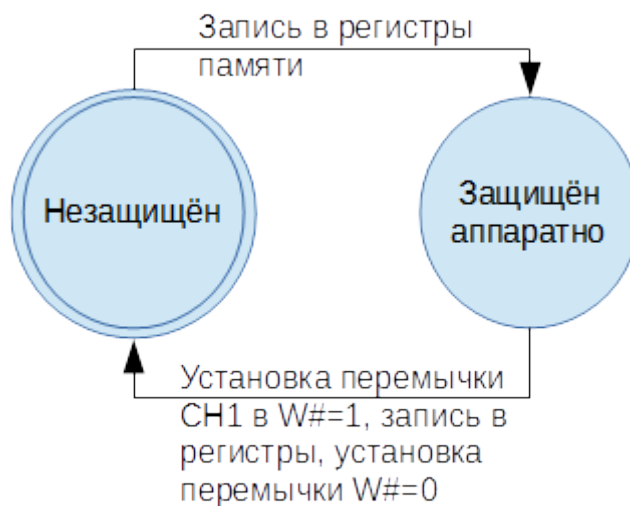 Запись в регистры
памяти
Незащищён
Защищён
аппаратно
Установка перемычки
CH1 в W#=1, запись в
регистры, установка
перемычки W#=0